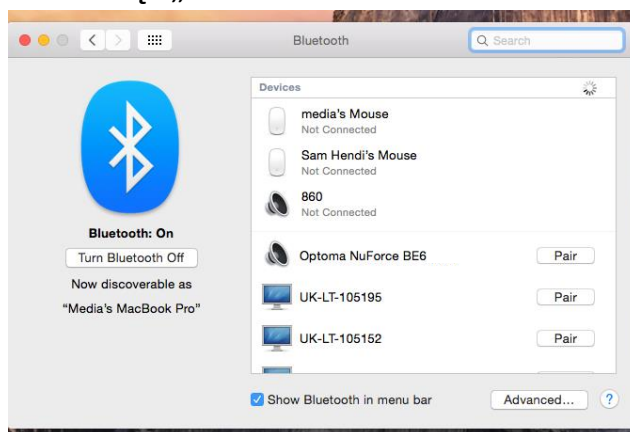 Bluetooth
Search
Devices
media's Mouse
Not Connected
Sam Hendi's Mouse
Not Connected
860
Not Connected
Optoma NuForce BE6
Pair
UK-LT-105195
Pair
UK-LT-105152
Pair
Bluetooth: On
Turn Bluetooth Off
Now discoverable as
“Media’s MacBook Pro”
Show Bluetooth in menu bar
Advanced...
?